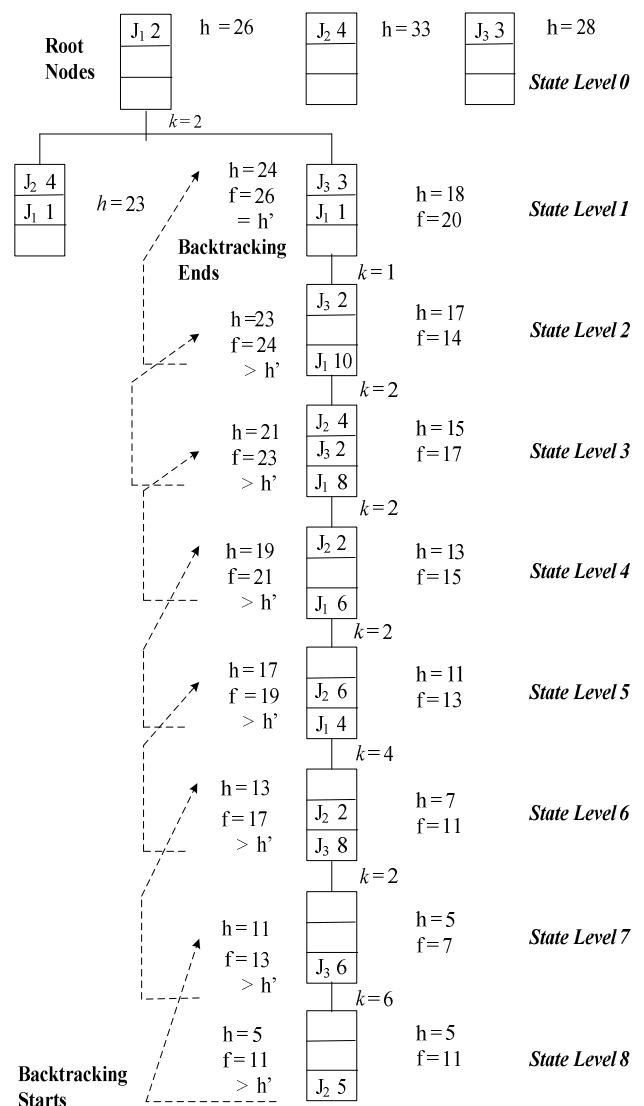 Root Nodes
J₁ 2
h = 26
J₂ 4
h = 33
J₃ 3
h = 28
State Level 0
k = 2
J₂ 4
J₁ 1
h = 23
h = 24
f = 26
= h’
Backtracking Ends
J₃ 3
J₁ 1
h = 18
f = 20
State Level 1
k = 1
h = 23
f = 24
> h’
J₃ 2
J₁ 10
h = 17
f = 14
State Level 2
k = 2
h = 21
f = 23
> h’
J₂ 4
J₃ 2
J₁ 8
h = 15
f = 17
State Level 3
k = 2
h = 19
f = 21
> h’
J₂ 2
J₁ 6
h = 13
f = 15
State Level 4
k = 2
h = 17
f = 19
> h’
J₂ 6
J₁ 4
h = 11
f = 13
State Level 5
k = 4
h = 13
f = 17
> h’
J₂ 2
J₃ 8
h = 7
f = 11
State Level 6
k = 2
h = 11
f = 13
> h’
J₃ 6
h = 5
f = 7
State Level 7
k = 6
h = 5
f = 11
> h’
J₂ 5
h = 5
f = 11
State Level 8
Backtracking Starts